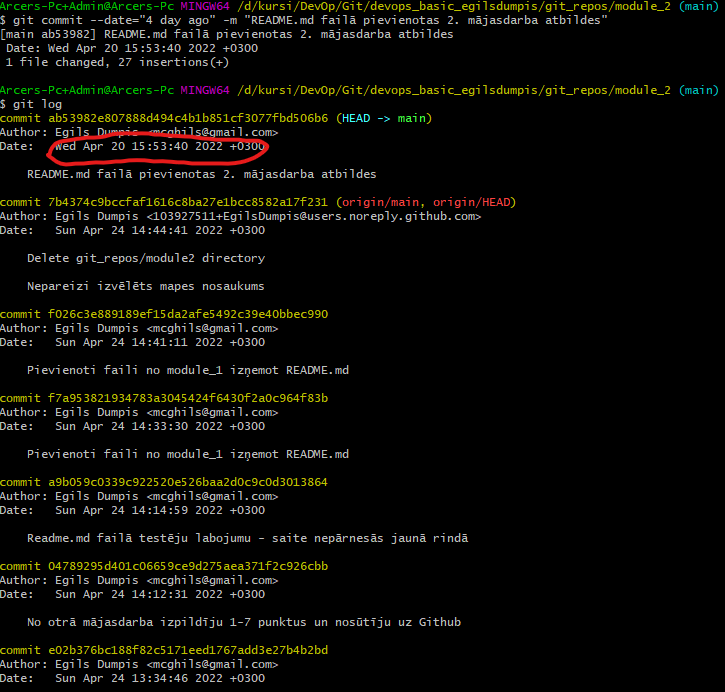 Arcers-Pc+Admin@Arcers-Pc MINGW64 /d/kursi/DevOp/Git/devops_basic_egilsdumpis/git_repos/module_2 (main)
$ git commit --date="4 day ago" -m "README.md failā pievienotas 2. mājasdarba atbildes"
[main ab53982] README.md failā pievienotas 2. mājasdarba atbildes
Date: Wed Apr 20 15:53:40 2022 +0300
1 file changed, 27 insertions(+)
Arcers-Pc+Admin@Arcers-Pc MINGW64 /d/kursi/DevOp/Git/devops_basic_egilsdumpis/git_repos/module_2 (main)
$ git log
commit ab53982e807888d494c4b1b851cf3077fbd506b6 (HEAD -> main)
Author: Egils Dumpis <mcghils@gmail.com>
Date: Wed Apr 20 15:53:40 2022 +0300
README.md failā pievienotas 2. mājasdarba atbildes
commit 7b4374c9bccfaf1616c8ba27e1bcc8582a17f231 (origin/main, origin/HEAD)
Author: Egils Dumpis <103927511+EgilsDumpis@users.noreply.github.com>
Date: Sun Apr 24 14:44:41 2022 +0300
Delete git_repos/module2 directory
Nepareizi izvēlēts mapes nosaukums
commit f026c3e889189ef15da2afe5492c39e40bbec990
Author: Egils Dumpis <mcghils@gmail.com>
Date: Sun Apr 24 14:41:11 2022 +0300
Pievienoti faili no module_1 izņemot README.md
commit f7a953821934783a3045424f6430f2a0c964f83b
Author: Egils Dumpis <mcghils@gmail.com>
Date: Sun Apr 24 14:33:30 2022 +0300
Pievienoti faili no module_1 izņemot README.md
commit a9b059c0339c922520e526baa2d0c9c0d3013864
Author: Egils Dumpis <mcghils@gmail.com>
Date: Sun Apr 24 14:14:59 2022 +0300
Readme.md failā testēju labojumu - saite nepārnesās jaunā rindā
commit 04789295d401c06659ce9d275aea371f2c926cbb
Author: Egils Dumpis <mcghils@gmail.com>
Date: Sun Apr 24 14:12:31 2022 +0300
No otrā mājasdarba izpildīju 1-7 punktus un nosūtīju uz Github
commit e02b376bc188f82c5171eed1767add3e27b4b2bd
Author: Egils Dumpis <mcghils@gmail.com>
Date: Sun Apr 24 13:34:46 2022 +0300